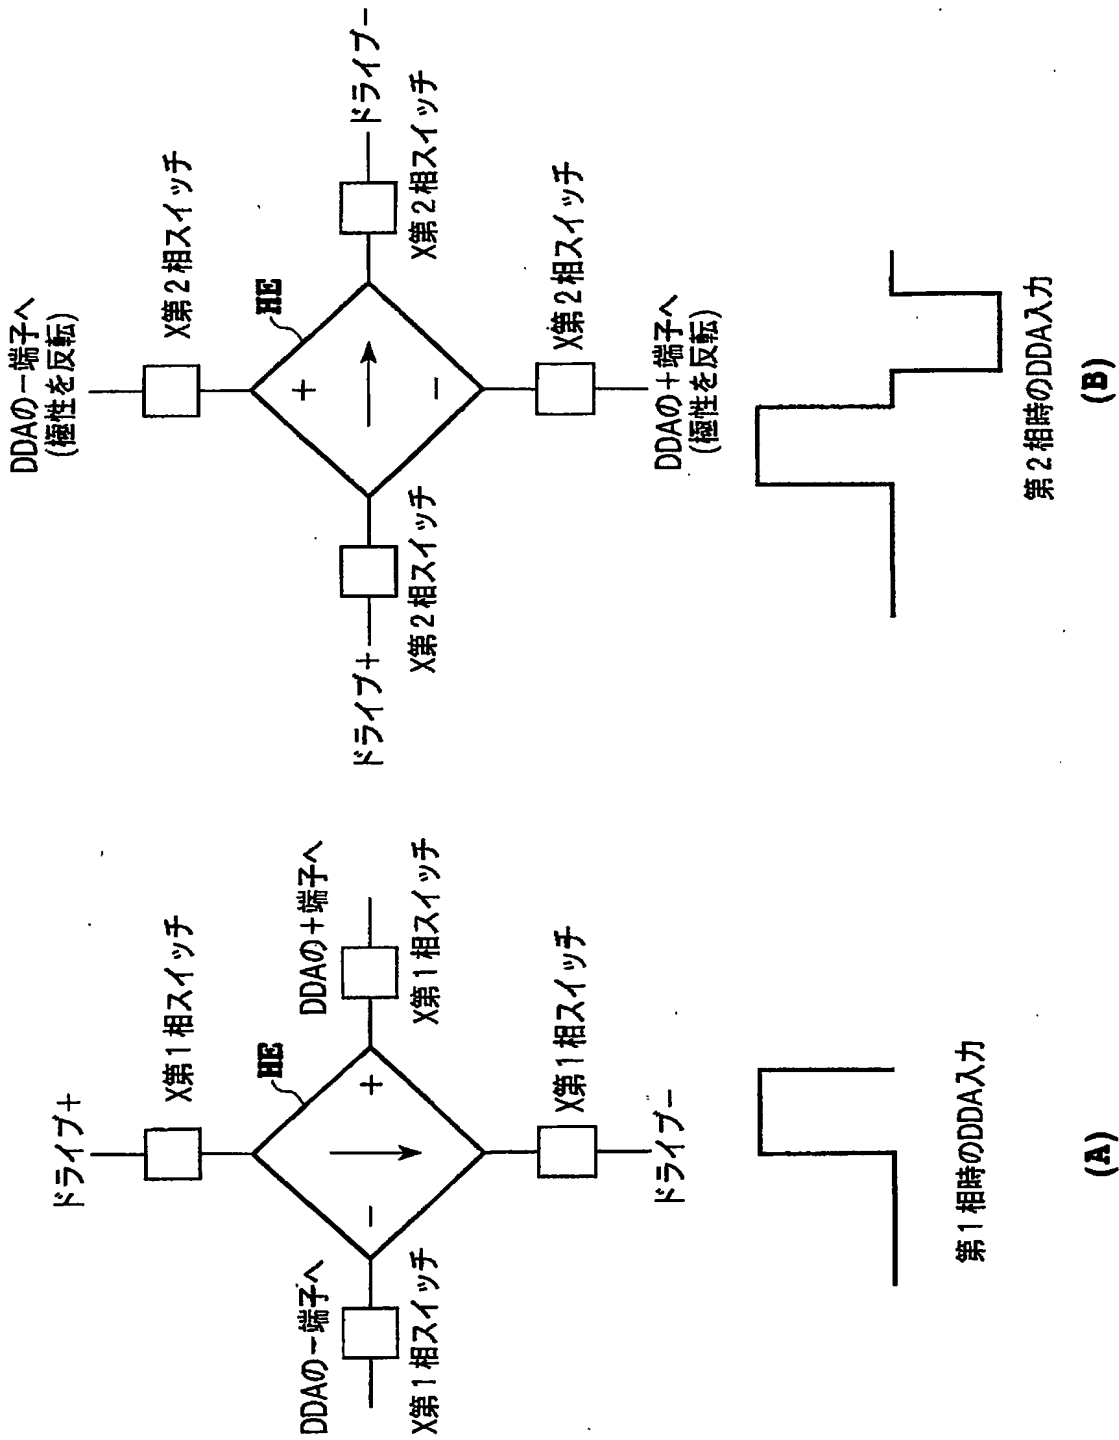 ドライブ+
X第1相スイッチ
HE
DDAの－端子へ
X第1相スイッチ
－
+
DDAの+端子へ
X第1相スイッチ
X第1相スイッチ
ドライブ－
第1相時のDDA入力
(A)
DDAの－端子へ
(極性を反転)
X第2相スイッチ
HE
ドライブ+
X第2相スイッチ
+
－
ドライブ－
X第2相スイッチ
X第2相スイッチ
DDAの+端子へ
(極性を反転)
第2相時のDDA入力
(B)